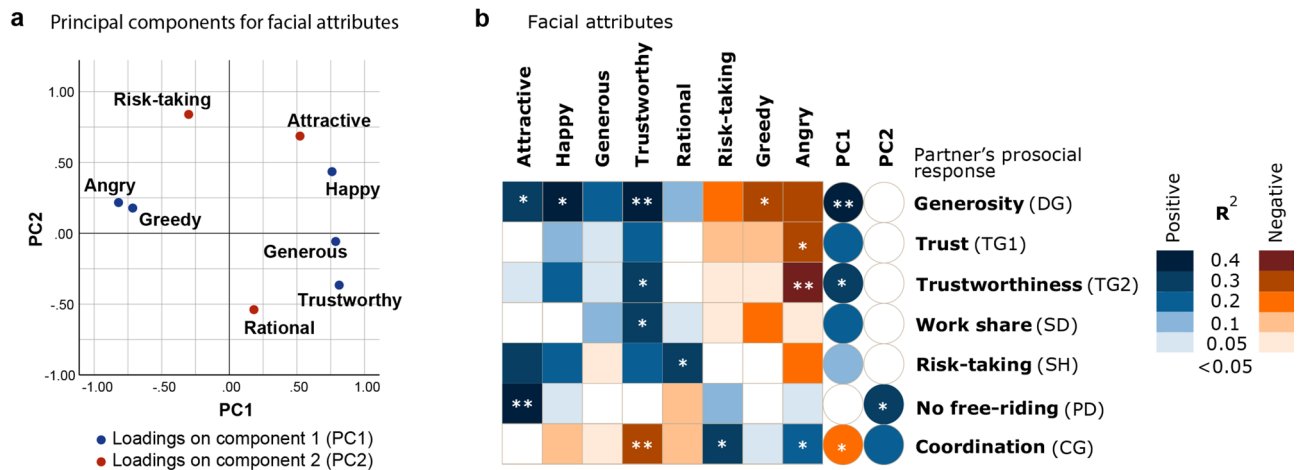 a Principal components for facial attributes
PC2
1.00
.50
.00
-.50
-1.00
Risk-taking
Attractive
Happy
Angry
Greedy
Generous
Trustworthy
Rational
-1.00 -.50 .00 .50 1.00
PC1
Loadings on component 1 (PC1)
Loadings on component 2 (PC2)
b Facial attributes
Attractive
Happy
Generous
Trustworthy
Rational
Risk-taking
Greedy
Angry
PC1
PC2
Partner's prosocial
response
* * ** * ** Generosity (DG)
* Trust (TG1)
* ** * Trustworthiness (TG2)
* Work share (SD)
* Risk-taking (SH)
** * No free-riding (PD)
** * * * Coordination (CG)
Positive
R2
Negative
0.4
0.3
0.2
0.1
0.05
<0.05